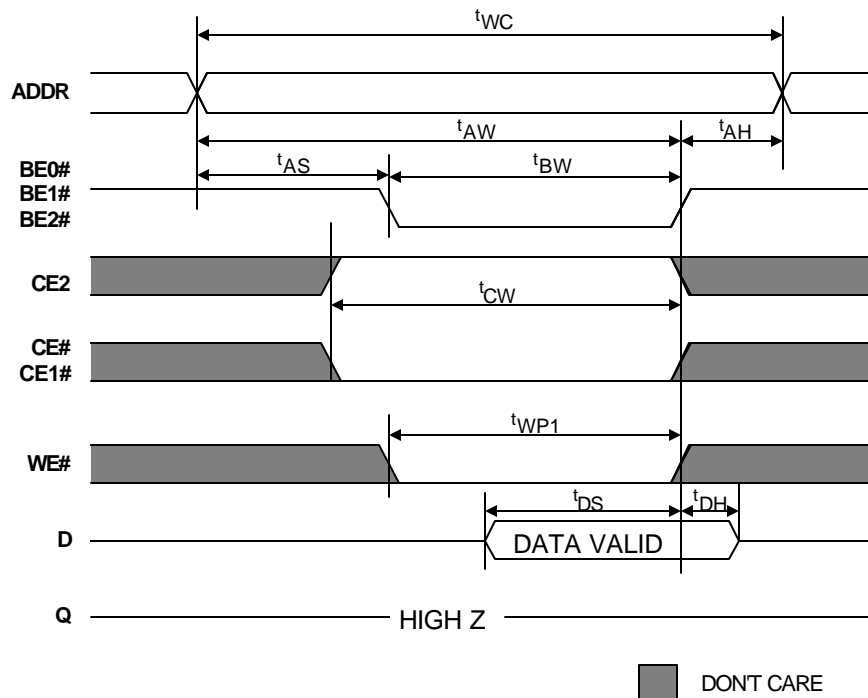 tWC
ADDR
tAW
tAH
BE0#
tAS
tBW
BE1#
BE2#
CE2
tCW
CE#
CE1#
tWP1
WE#
tDS
tDH
D
DATA VALID
Q
HIGH Z
DON'T CARE